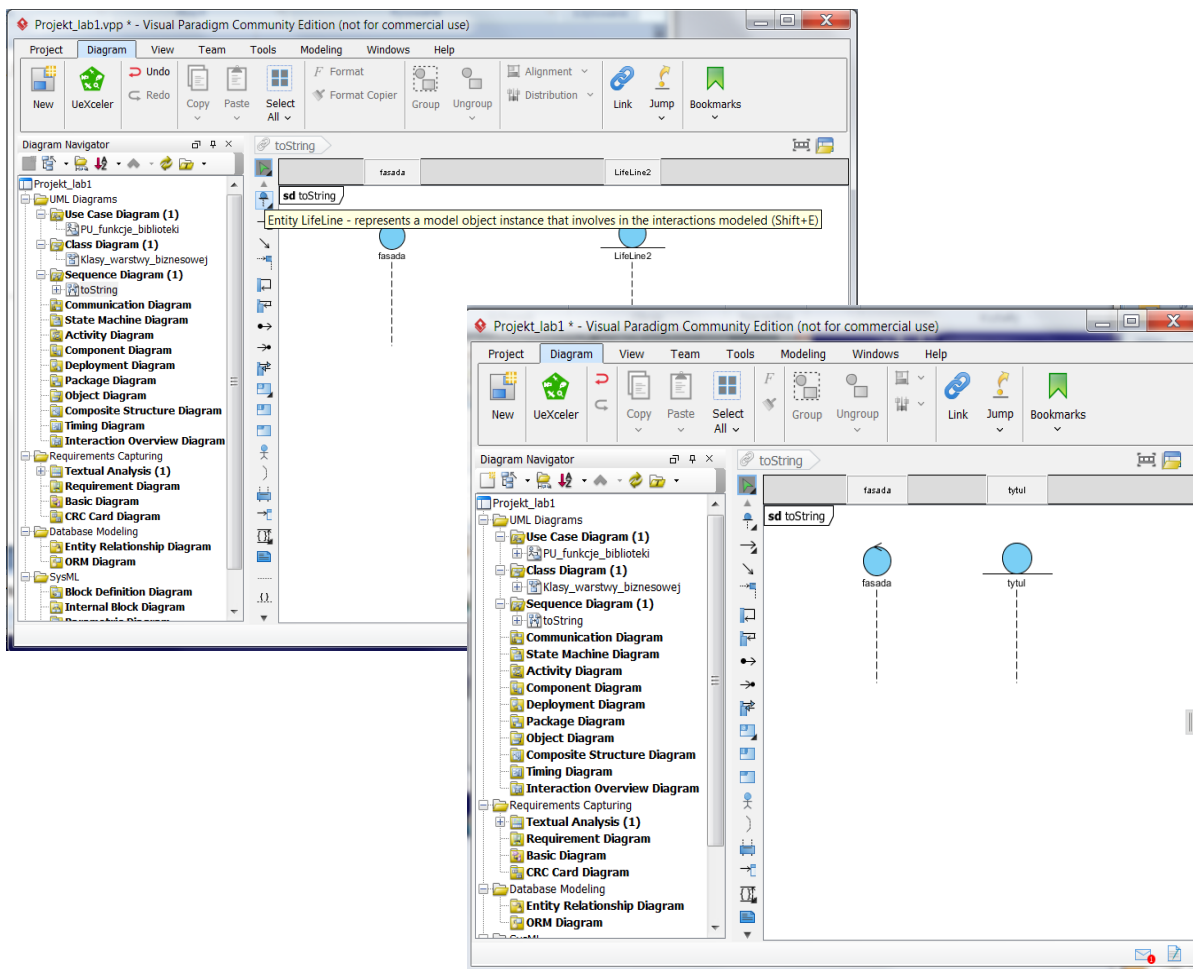 Projekt_lab1.vpp * - Visual Paradigm Community Edition (not for commercial use)
Project Diagram View Team Tools Modeling Windows Help
Undo
Redo
Format
Format Copier
Alignment
Distribution
New UeXceler Copy Paste Select All Group Ungroup Link Jump Bookmarks
Diagram Navigator
toString
fasada LifeLine2
sd toString
Entity LifeLine - represents a model object instance that involves in the interactions modeled (Shift+E)
fasada LifeLine2
Projekt_lab1
UML Diagrams
Use Case Diagram (1)
PU_funkcje_biblioteki
Class Diagram (1)
Klasy_warstwy_biznesowej
Sequence Diagram (1)
toString
Communication Diagram
State Machine Diagram
Activity Diagram
Component Diagram
Deployment Diagram
Package Diagram
Object Diagram
Composite Structure Diagram
Timing Diagram
Interaction Overview Diagram
Requirements Capturing
Textual Analysis (1)
Requirement Diagram
Basic Diagram
CRC Card Diagram
Database Modeling
Entity Relationship Diagram
ORM Diagram
SysML
Block Definition Diagram
Internal Block Diagram
Projekt_lab1 * - Visual Paradigm Community Edition (not for commercial use)
Project Diagram View Team Tools Modeling Windows Help
New UeXceler Copy Paste Select All Group Ungroup Link Jump Bookmarks
Diagram Navigator
toString
fasada tytul
sd toString
fasada tytul
Projekt_lab1
UML Diagrams
Use Case Diagram (1)
PU_funkcje_biblioteki
Class Diagram (1)
Klasy_warstwy_biznesowej
Sequence Diagram (1)
toString
Communication Diagram
State Machine Diagram
Activity Diagram
Component Diagram
Deployment Diagram
Package Diagram
Object Diagram
Composite Structure Diagram
Timing Diagram
Interaction Overview Diagram
Requirements Capturing
Textual Analysis (1)
Requirement Diagram
Basic Diagram
CRC Card Diagram
Database Modeling
Entity Relationship Diagram
ORM Diagram